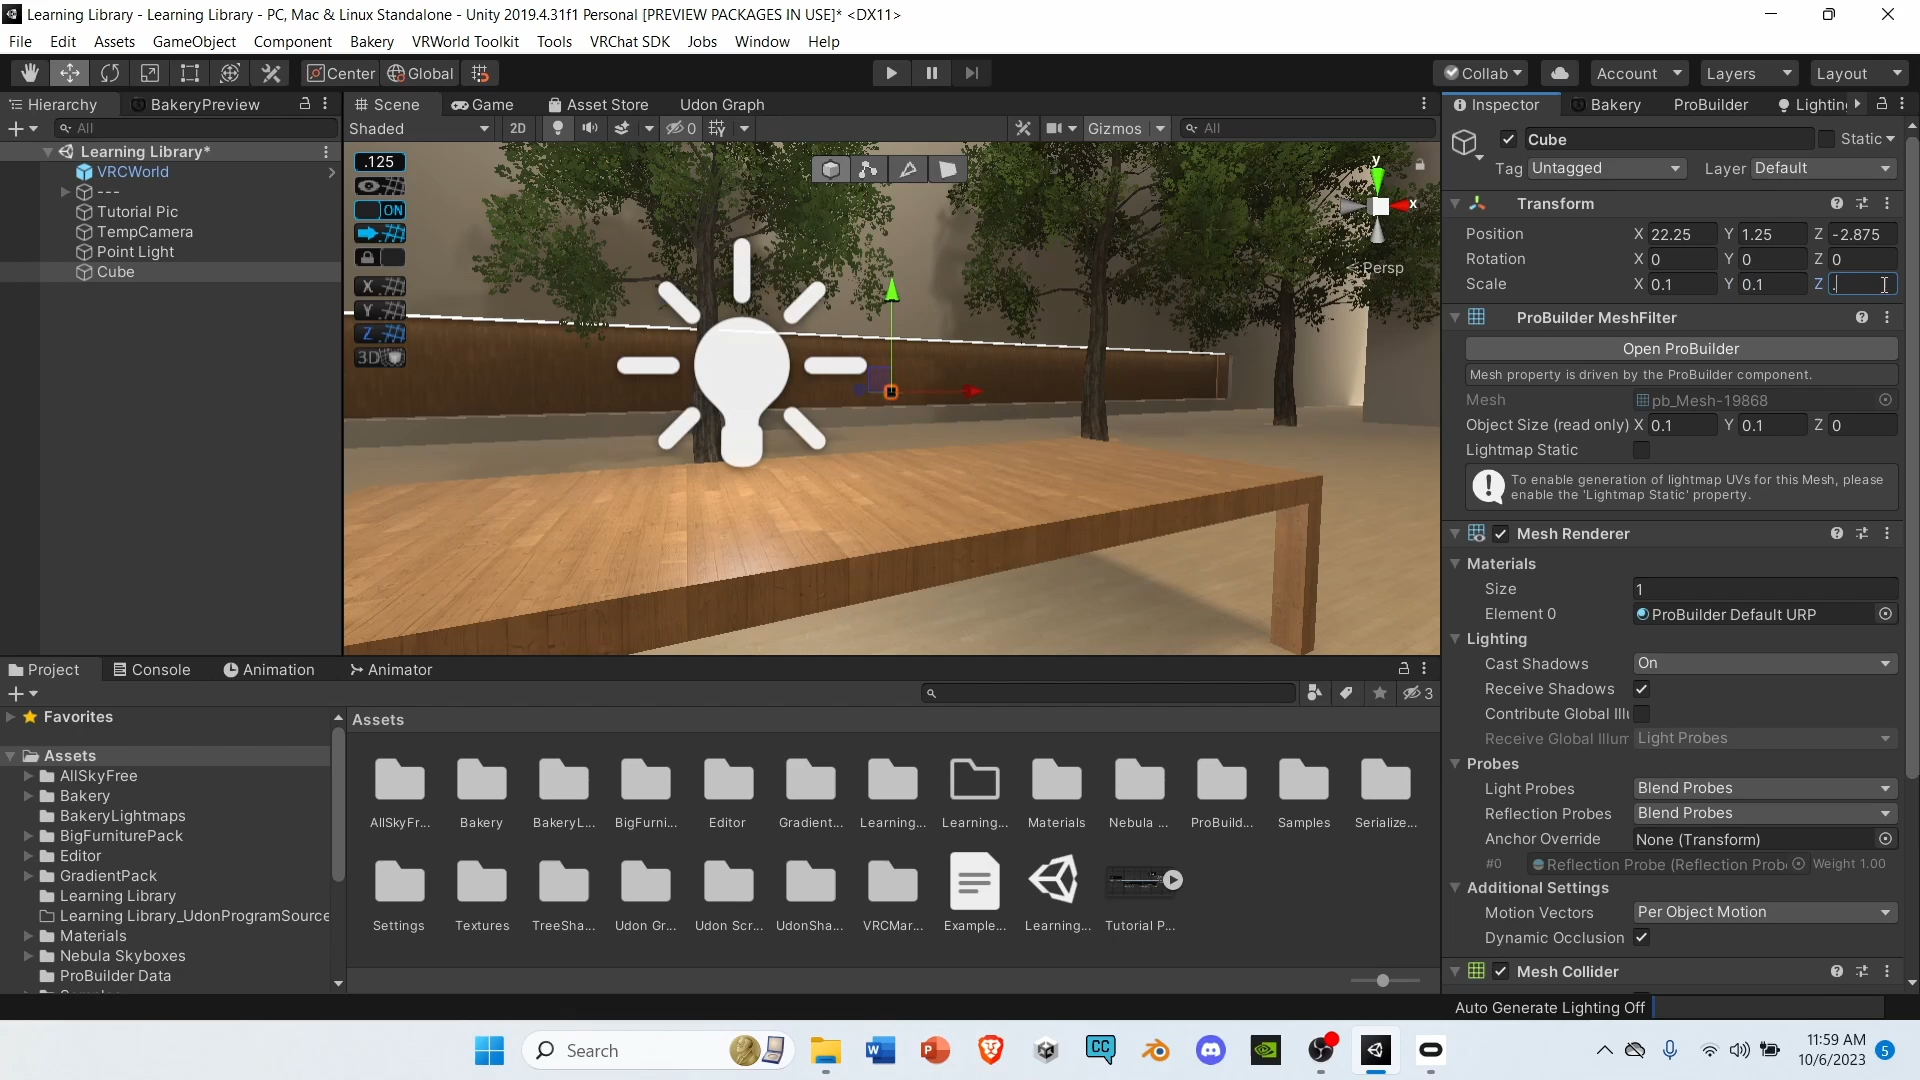 Learning Library - Learning Library - PC, Mac & Linux Standalone - Unity 2019.4.31f1 Personal [PREVIEW PACKAGES IN USE]* <DX11>
File Edit Assets GameObject Component Bakery VRWorld Toolkit Tools VRChat SDK Jobs Window Help
Center Global Collab Account Layers Layout
Hierarchy BakeryPreview
All
Learning Library*
VRCWorld
---
Tutorial Pic
TempCamera
Point Light
Cube
Scene Game Asset Store Udon Graph
Shaded 2D 0 Gizmos All
.125
ON
X
Y
Z
3D
y
x
Persp
Inspector Bakery ProBuilder Lightin
Cube Static
Tag Untagged Layer Default
Transform
Position X 22.25 Y 1.25 Z -2.875
Rotation X 0 Y 0 Z 0
Scale X 0.1 Y 0.1 Z .
ProBuilder MeshFilter
Open ProBuilder
Mesh property is driven by the ProBuilder component.
Mesh pb_Mesh-19868
Object Size (read only) X 0.1 Y 0.1 Z 0
Lightmap Static
To enable generation of lightmap UVs for this Mesh, please
enable the 'Lightmap Static' property.
Mesh Renderer
Materials
Size 1
Element 0 ProBuilder Default URP
Lighting
Cast Shadows On
Receive Shadows
Contribute Global Illu
Receive Global Illum Light Probes
Probes
Light Probes Blend Probes
Reflection Probes Blend Probes
Anchor Override None (Transform)
#0 Reflection Probe (Reflection Probe Weight 1.00
Additional Settings
Motion Vectors Per Object Motion
Dynamic Occlusion
Mesh Collider
Auto Generate Lighting Off
Project Console Animation Animator
3
Favorites
Assets
AllSkyFree
Bakery
BakeryLightmaps
BigFurniturePack
Editor
GradientPack
Learning Library
Learning Library_UdonProgramSource
Materials
Nebula Skyboxes
ProBuilder Data
Assets
AllSkyFr... Bakery BakeryL... BigFurni... Editor Gradient... Learning... Learning... Materials Nebula ... ProBuild... Samples Serialize...
Settings Textures TreeSha... Udon Gr... Udon Scr... UdonSha... VRCMar... Example... Learning... Tutorial P...
Search
W P CC
11:59 AM
10/6/2023
5